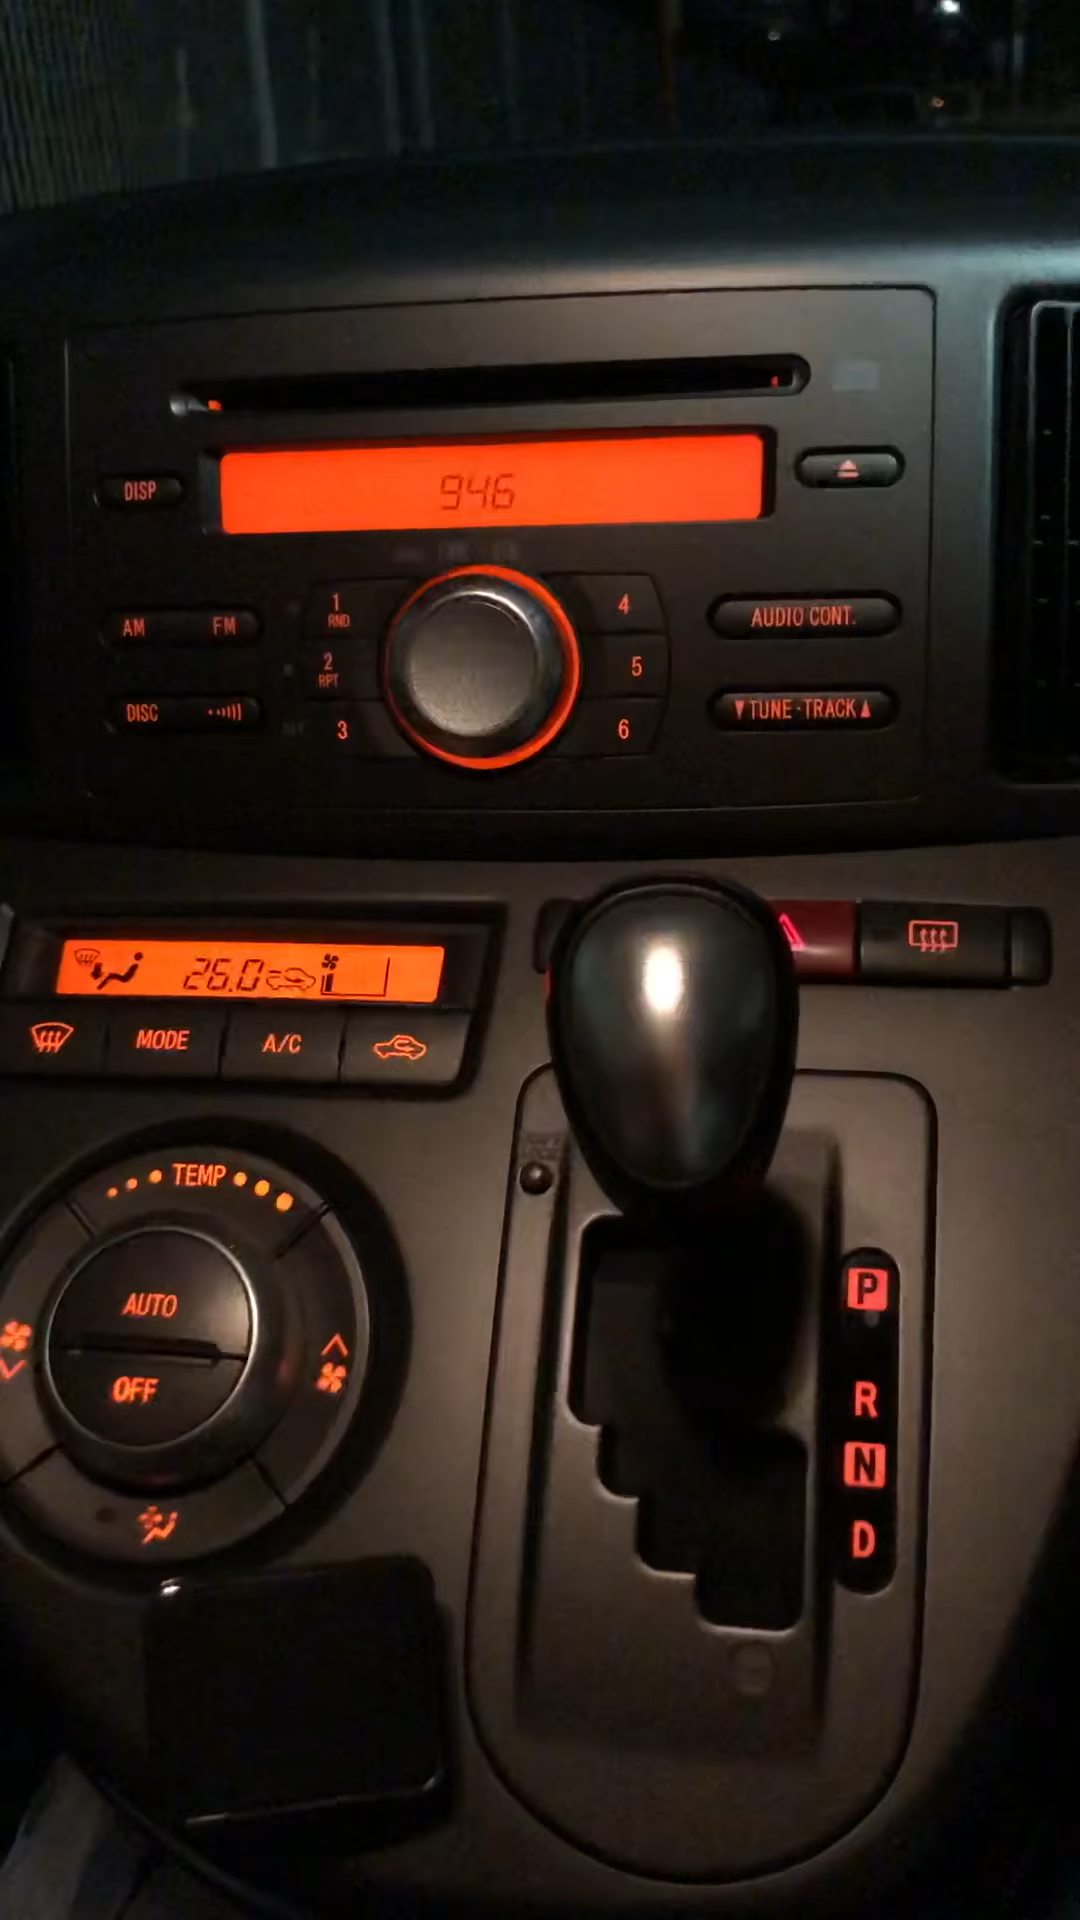 946
DISP
AM FM
1
RND
2
RPT
3
4
5
6
DISC
AUDIO CONT.
▼TUNE·TRACK▲
26.0
MODE
A/C
TEMP
AUTO
OFF
P
R
N
D